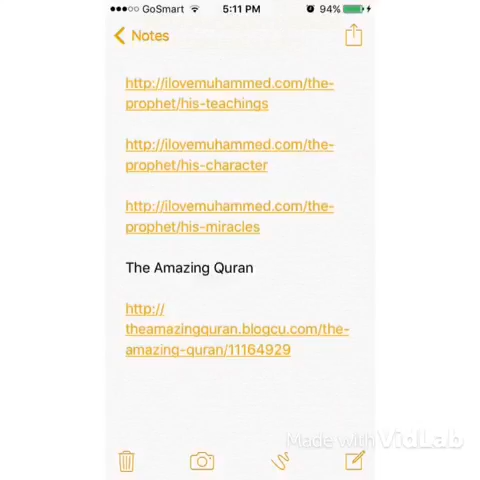 GoSmart 5:11 PM 94%
Notes
http://ilovemuhammed.com/the-
prophet/his-teachings
http://ilovemuhammed.com/the-
prophet/his-character
http://ilovemuhammed.com/the-
prophet/his-miracles
The Amazing Quran
http://
theamazingquran.blogcu.com/the-
amazing-quran/11164929
Made with VidLab